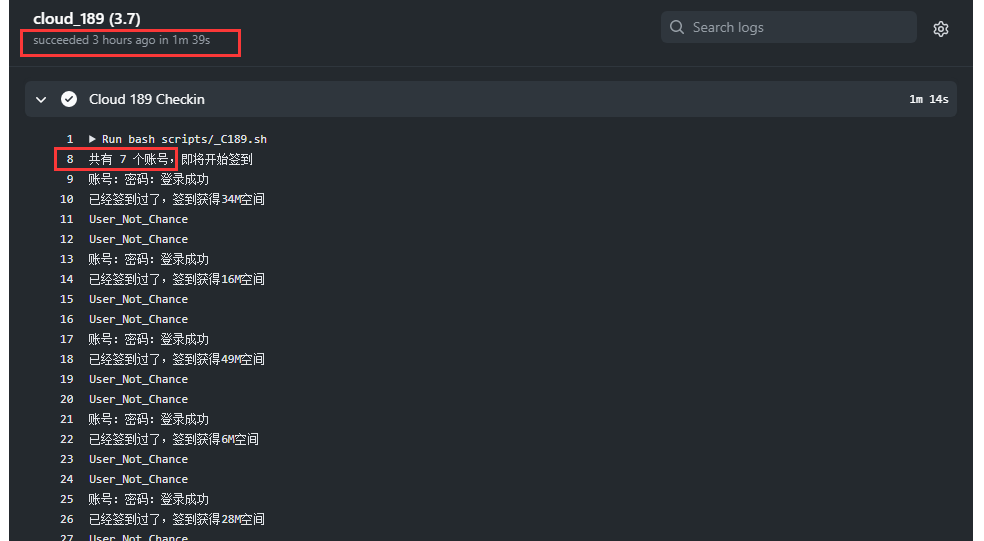 cloud_189 (3.7)
succeeded 3 hours ago in 1m 39s
Search logs
Cloud 189 Checkin 1m 14s
1 ▶ Run bash scripts/_C189.sh
8 共有 7 个账号，即将开始签到
9 账号: 密码: 登录成功
10 已经签到过了，签到获得34M空间
11 User_Not_Chance
12 User_Not_Chance
13 账号: 密码: 登录成功
14 已经签到过了，签到获得16M空间
15 User_Not_Chance
16 User_Not_Chance
17 账号: 密码: 登录成功
18 已经签到过了，签到获得49M空间
19 User_Not_Chance
20 User_Not_Chance
21 账号: 密码: 登录成功
22 已经签到过了，签到获得6M空间
23 User_Not_Chance
24 User_Not_Chance
25 账号: 密码: 登录成功
26 已经签到过了，签到获得28M空间
27 User_Not_Chance